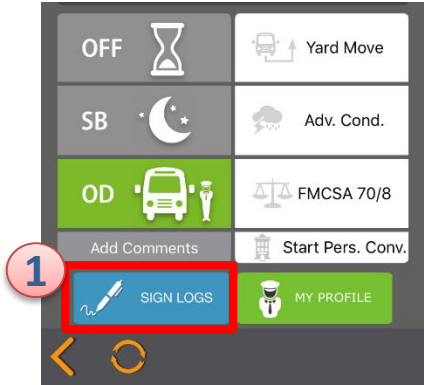 OFF
Yard Move
SB
Adv. Cond.
OD
FMCSA 70/8
Add Comments
Start Pers. Conv.
1
SIGN LOGS
MY PROFILE